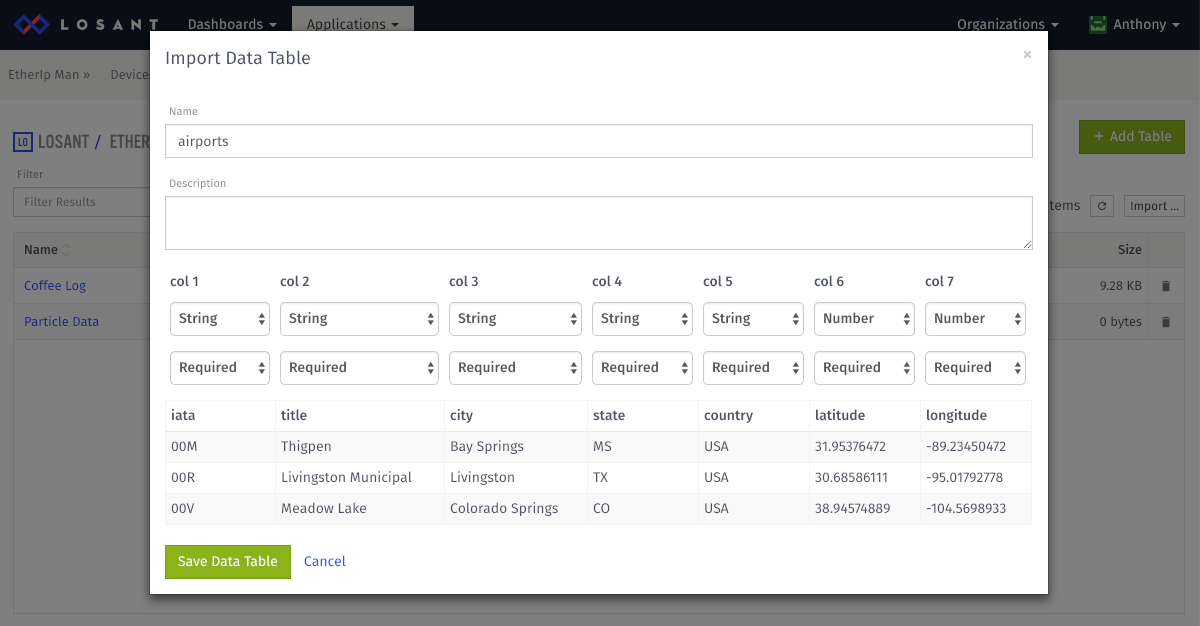 LOSANT Dashboards Applications Organizations Anthony
Import Data Table ×
EtherIp Man » Device
Name
airports
LO LOSANT / ETHER
+ Add Table
Filter
Description
Filter Results
tems Import ...
Name Size
col 1 col 2 col 3 col 4 col 5 col 6 col 7
Coffee Log 9.28 KB
String String String String String Number Number
Particle Data 0 bytes
Required Required Required Required Required Required Required
iata title city state country latitude longitude
00M Thigpen Bay Springs MS USA 31.95376472 -89.23450472
00R Livingston Municipal Livingston TX USA 30.68586111 -95.01792778
00V Meadow Lake Colorado Springs CO USA 38.94574889 -104.5698933
Save Data Table Cancel